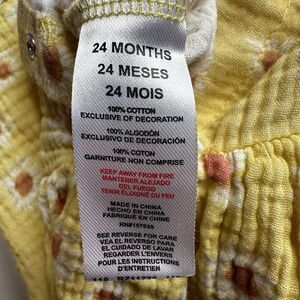 24 MONTHS
24 MESES
24 MOIS
100% COTTON
EXCLUSIVE OF DECORATION
100% ALGODÓN
EXCLUSIVO DE DECORACIÓN
100% COTON
GARNITURE NON COMPRISE
KEEP AWAY FROM FIRE
MANTENER ALEJADO
DEL FUEGO
TENIR ÉLOIGNÉ DU FEU
MADE IN CHINA
HECHO EN CHINA
FABRIQUÉ EN CHINE
RN#157035
SEE REVERSE FOR CARE
VEA EL REVERSO PARA
EL CUIDADO DE LAVAR
REGARDER L'ENVERS
POUR LES INSTRUCTIONS
D'ENTRETIEN